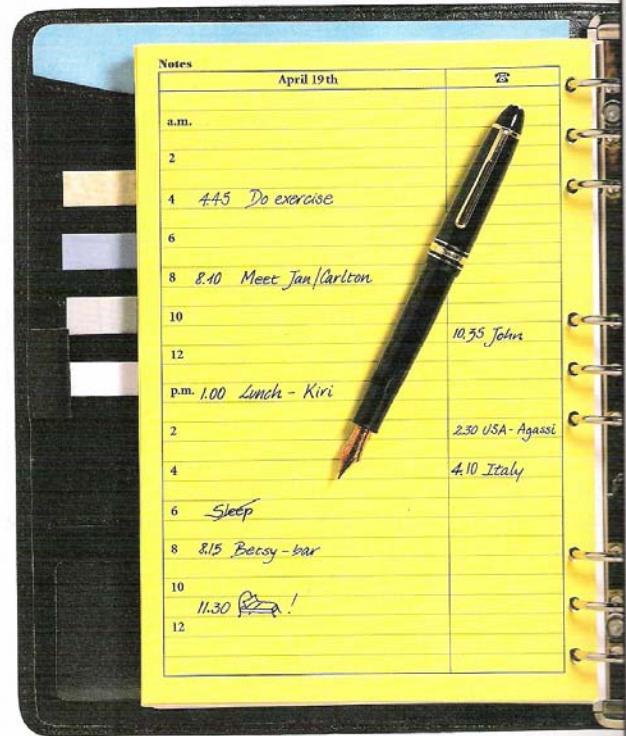 Notes
April 19th ☎
a.m.
2
4 4.45 Do exercise
6
8 8.10 Meet Jan/Carlton
10
10.35 John
12
p.m. 1.00 Lunch - Kiri
2 2.30 USA - Agassi
4 4.10 Italy
6 Sleep
8 8.15 Betsy - bar
10
11.30 !
12